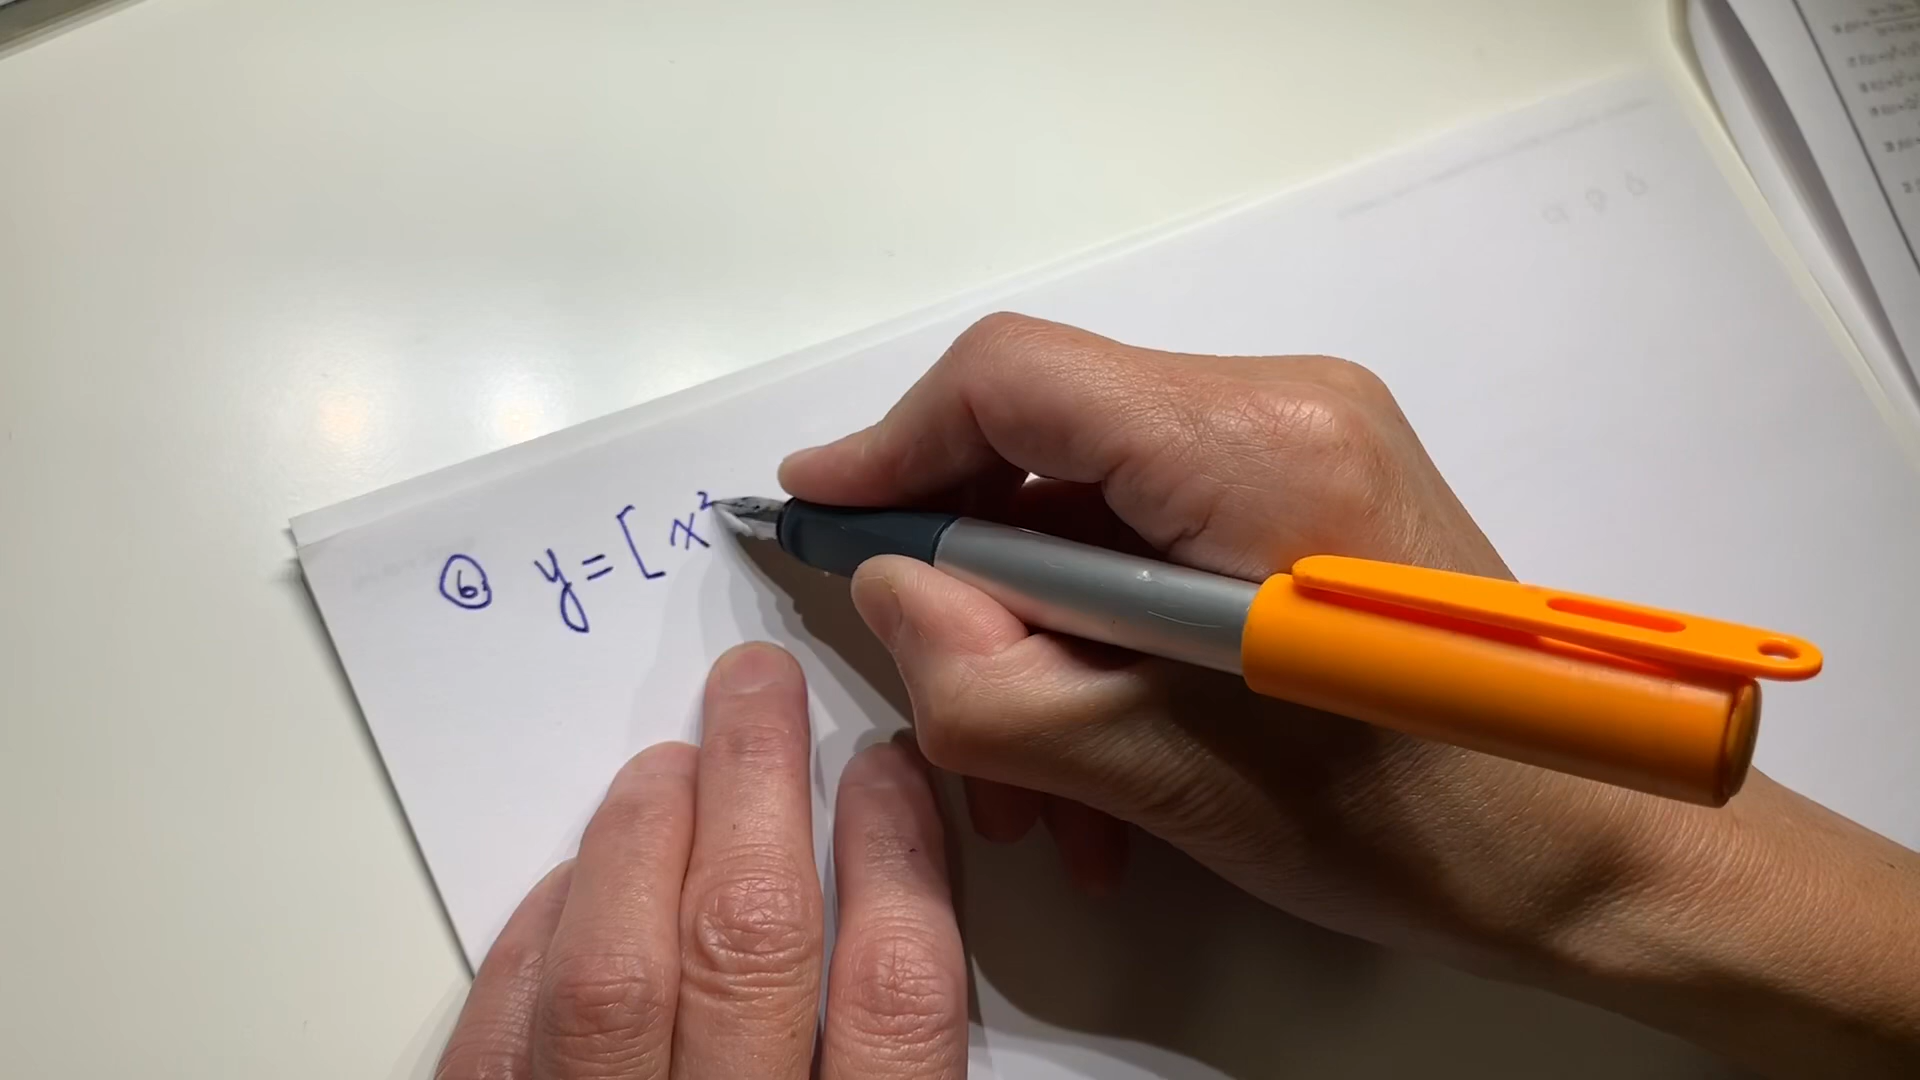 ⑥ y = [ x²